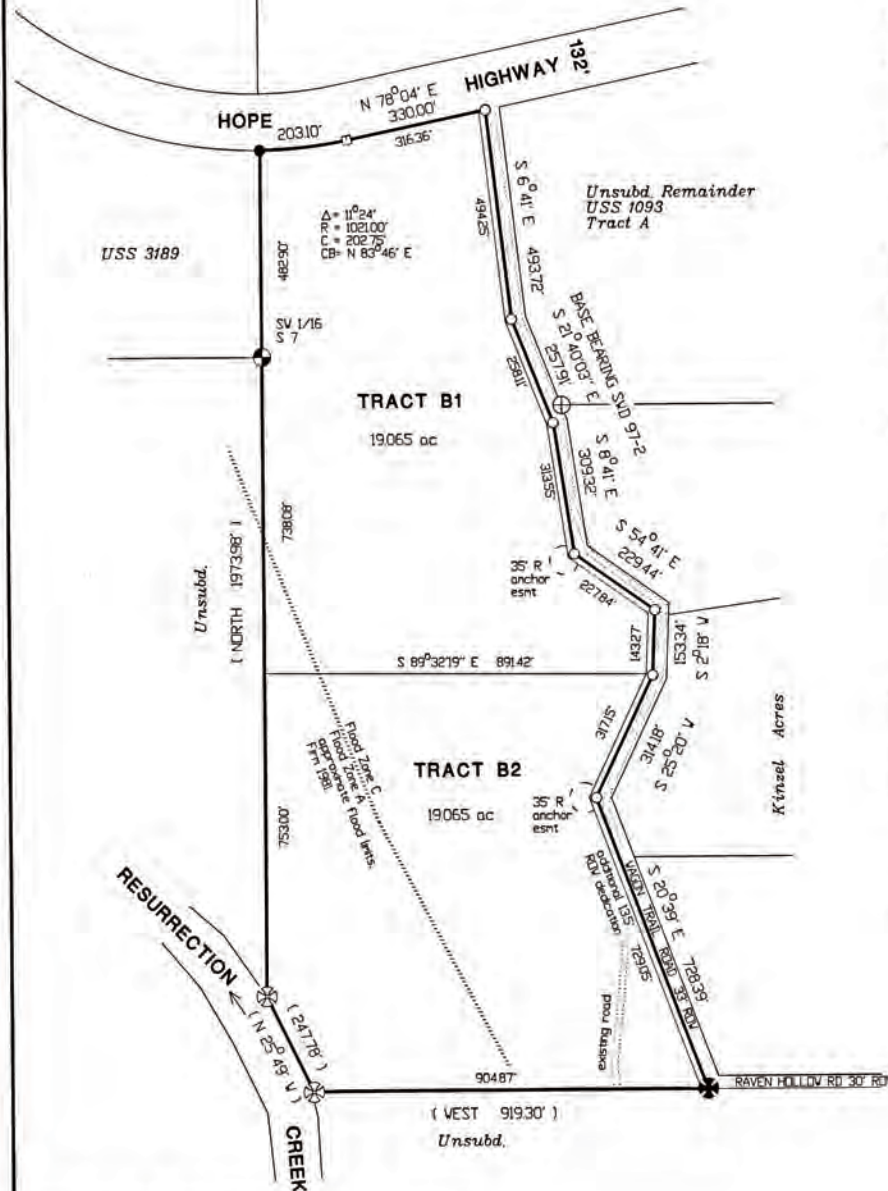 HOPE
HIGHWAY 132'
N 78°04' E
330.00'
203.10'
316.36'
Δ= 11°24'
R = 1021.00'
C = 202.75'
CB= N 83°46' E
USS 3189
482.90'
SW 1/16
S 7
494.25'
S 6°41' E 493.72'
Unsubd. Remainder
USS 1093
Tract A
BASE BEARING SWD 97-2
S 21°40'03" E
257.91'
258.11'
TRACT B1
19.065 ac
313.55'
S 8°41' E
309.32'
S 54°41' E
229.44'
227.84'
35' R
anchor
esmt
738.08'
( NORTH 1973.98' )
Unsubd.
143.27'
153.34'
S 2°18' W
S 89°32'19" E 891.42'
317.15'
314.18'
S 25°20' W
Kinzel Acres
Flood Zone C
Flood Zone A
approximate flood limits.
Firm 1981
TRACT B2
19.065 ac
35' R
anchor
esmt
753.00'
additional 13.5'
ROW dedication
WAGON TRAIL ROAD 33' ROW
S 20°39' E 728.39'
729.05'
existing road
RESURRECTION
CREEK
( 247.78' )
( N 25°49' W )
904.87'
( WEST 919.30' )
Unsubd.
RAVEN HOLLOW RD 30' ROW